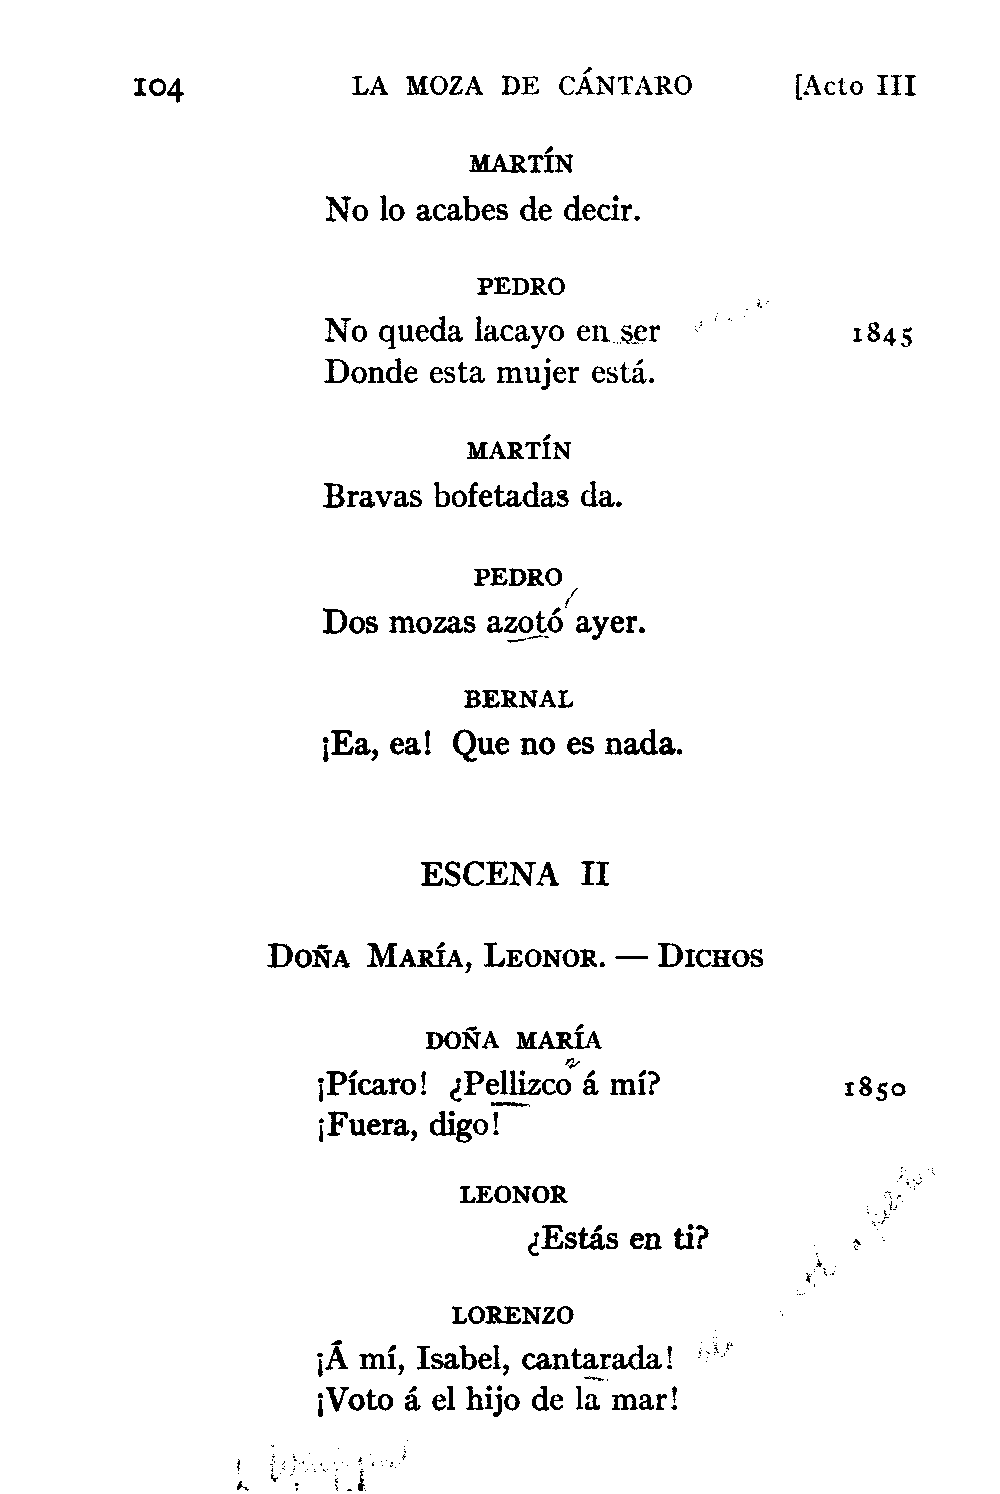 104 LA MOZA DE CÁNTARO [Acto III
MARTÍN
No lo acabes de decir.
PEDRO
No queda lacayo en ser 1845
Donde esta mujer está.
MARTÍN
Bravas bofetadas da.
PEDRO
Dos mozas azotó ayer.
BERNAL
¡Ea, ea! Que no es nada.
ESCENA II
DOÑA MARÍA, LEONOR. — DICHOS
DOÑA MARÍA
¡Pícaro! ¿Pellizco á mí? 1850
¡Fuera, digo!
LEONOR
¿Estás en ti?
LORENZO
¡Á mí, Isabel, cantarada!
¡Voto á el hijo de la mar!